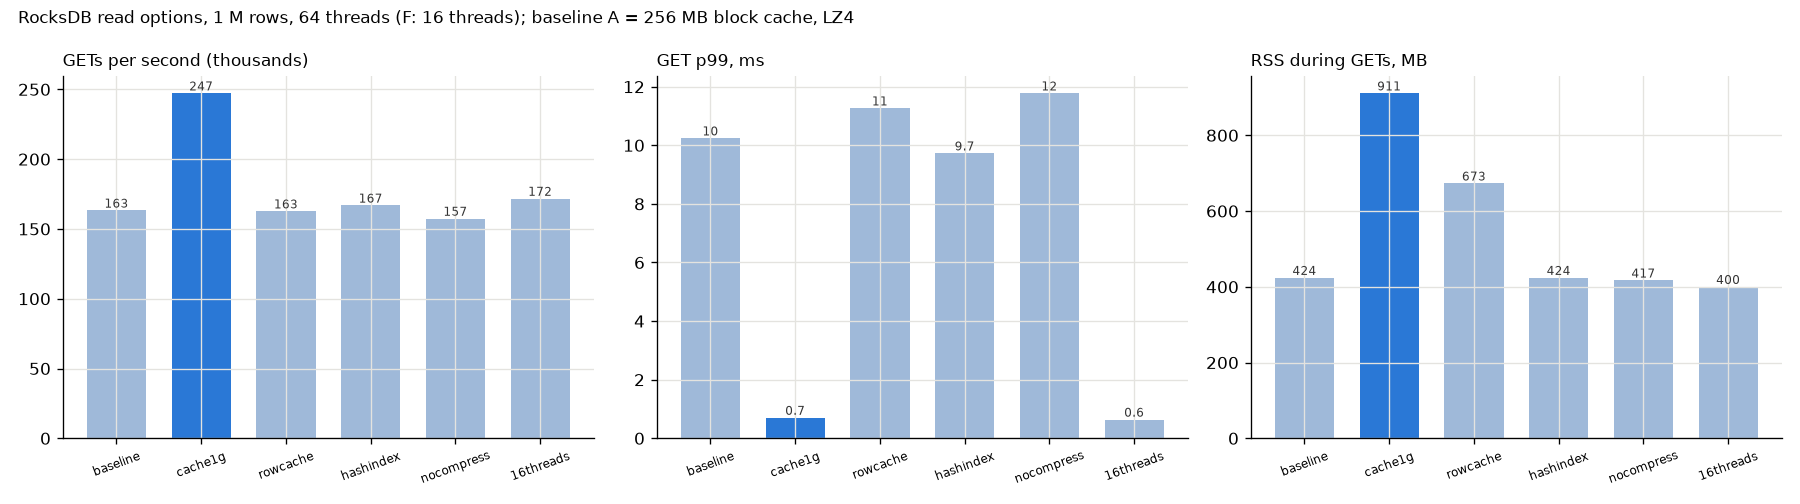 RocksDB read options, 1 M rows, 64 threads (F: 16 threads); baseline A = 256 MB block cache, LZ4
GETs per second (thousands)
250
200
150
100
50
0
163
247
163
167
157
172
baseline
cache1g
rowcache
hashindex
nocompress
16threads
GET p99, ms
12
10
8
6
4
2
0
10
0.7
11
9.7
12
0.6
baseline
cache1g
rowcache
hashindex
nocompress
16threads
RSS during GETs, MB
800
600
400
200
0
424
911
673
424
417
400
baseline
cache1g
rowcache
hashindex
nocompress
16threads